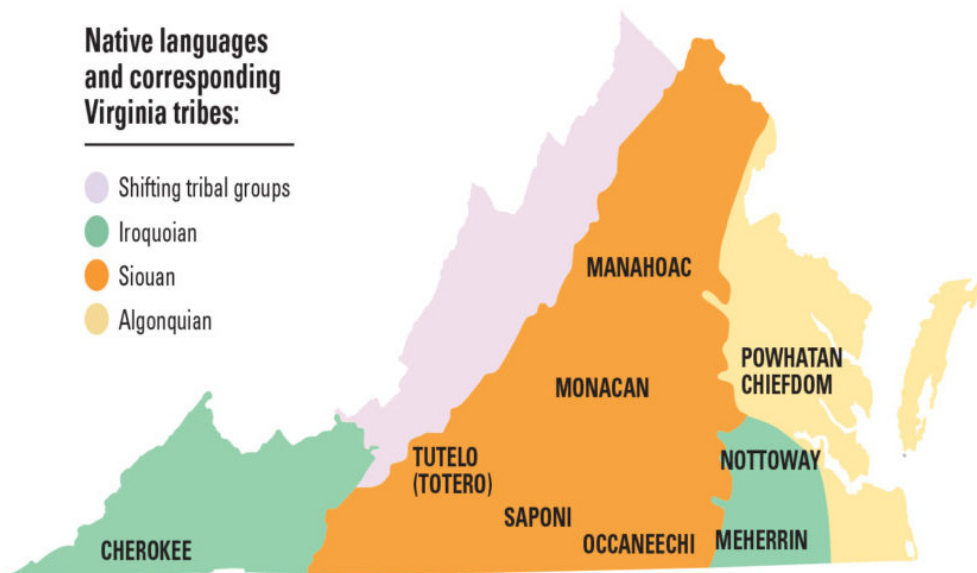 Native languages
and corresponding
Virginia tribes:
Shifting tribal groups
Iroquoian
Siouan
Algonquian
MANAHOAC
POWHATAN
CHIEFDOM
MONACAN
TUTELO
(TOTERO)
NOTTOWAY
SAPONI
OCCANEECHI
MEHERRIN
CHEROKEE